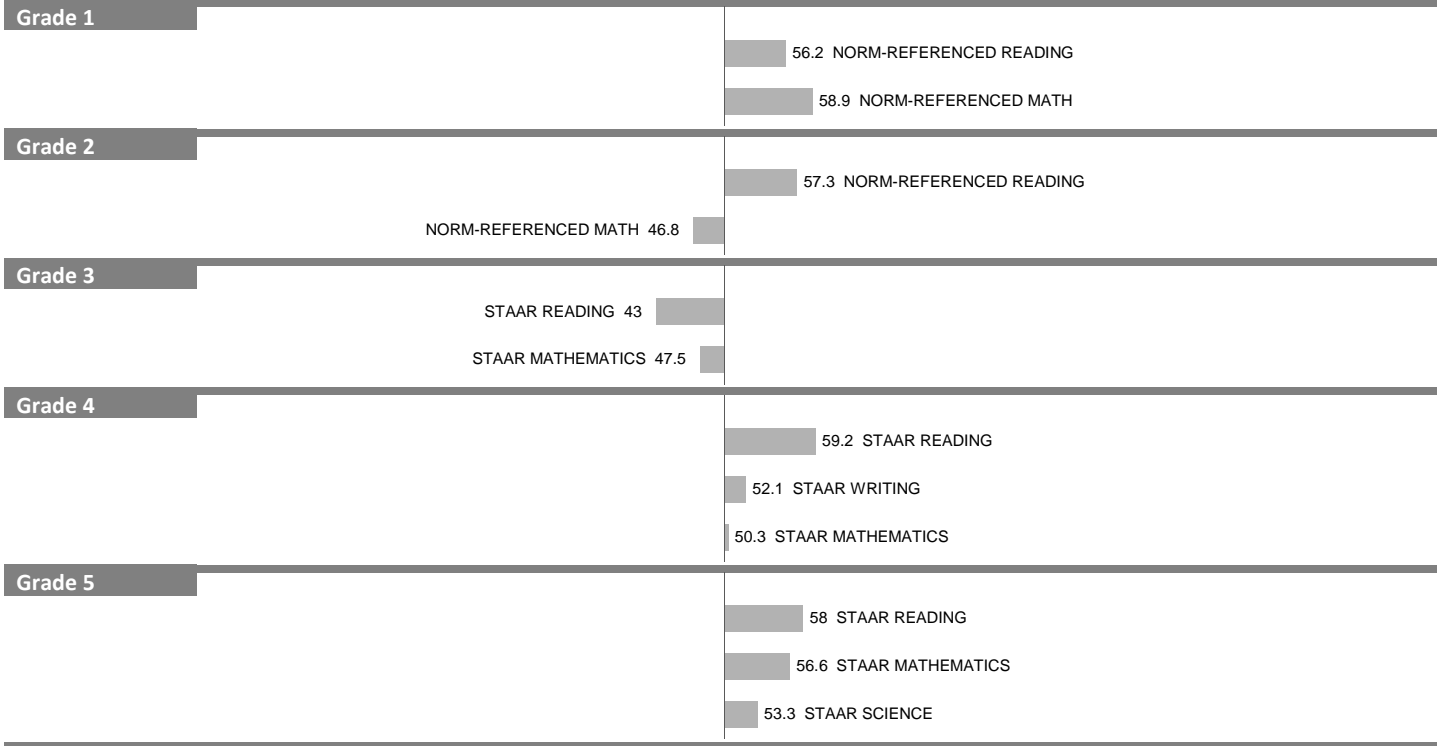 Grade 1
56.2 NORM-REFERENCED READING
58.9 NORM-REFERENCED MATH
Grade 2
57.3 NORM-REFERENCED READING
NORM-REFERENCED MATH 46.8
Grade 3
STAAR READING 43
STAAR MATHEMATICS 47.5
Grade 4
59.2 STAAR READING
52.1 STAAR WRITING
50.3 STAAR MATHEMATICS
Grade 5
58 STAAR READING
56.6 STAAR MATHEMATICS
53.3 STAAR SCIENCE